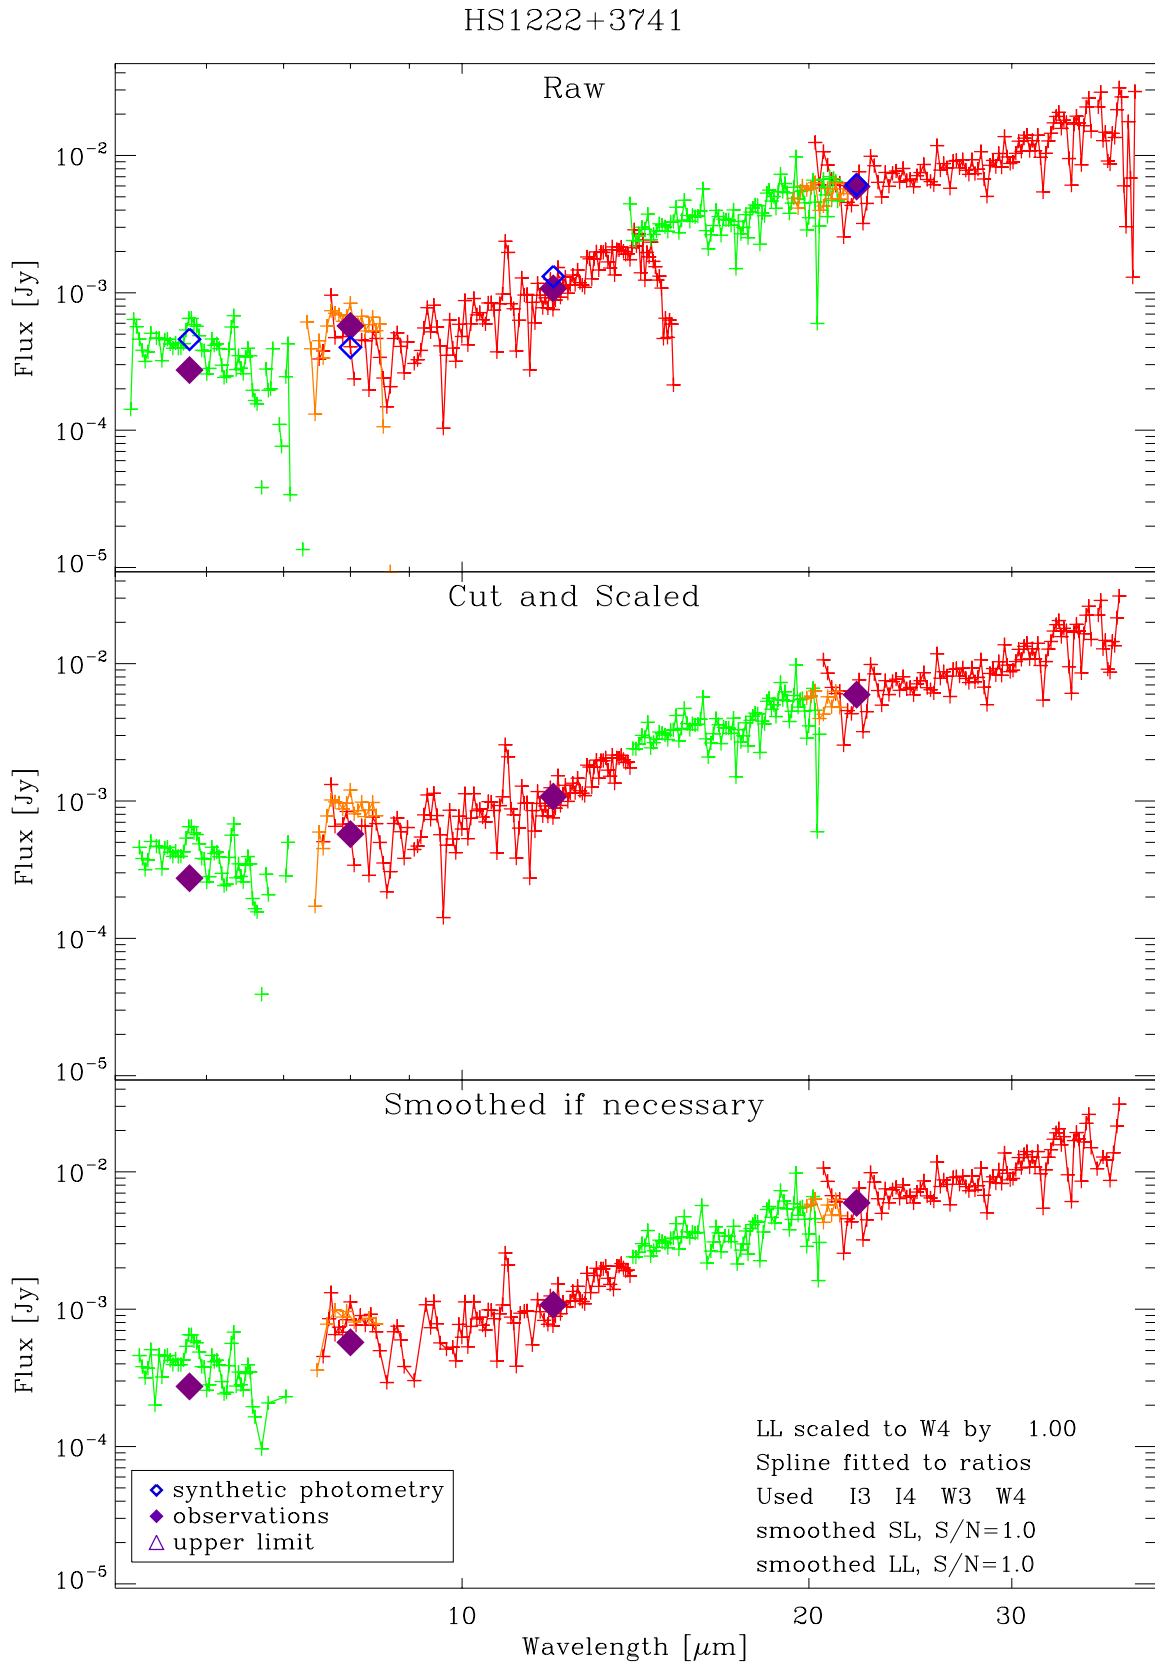 HS1222+3741
Raw
10⁻²
10⁻³
10⁻⁴
10⁻⁵
Flux [Jy]
Cut and Scaled
10⁻²
10⁻³
10⁻⁴
10⁻⁵
Flux [Jy]
Smoothed if necessary
10⁻²
10⁻³
10⁻⁴
10⁻⁵
Flux [Jy]
LL scaled to W4 by 1.00
Spline fitted to ratios
Used I3 I4 W3 W4
smoothed SL, S/N=1.0
smoothed LL, S/N=1.0
synthetic photometry
observations
upper limit
10 20 30
Wavelength [μm]